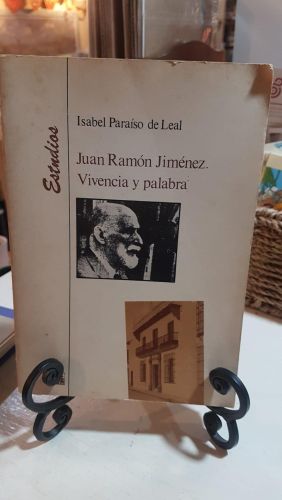 Estudios
Isabel Paraíso de Leal
Juan Ramón Jiménez.
Vivencia y palabra